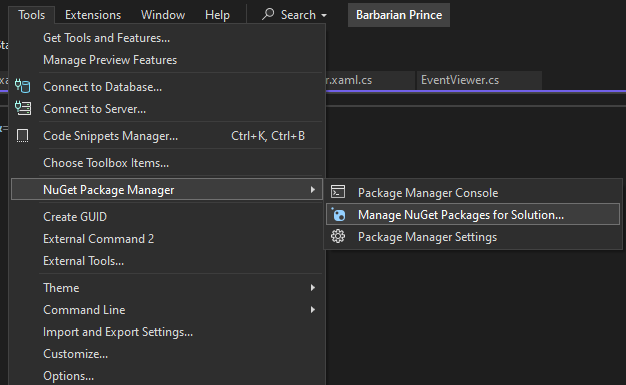 Tools Extensions Window Help Search Barbarian Prince
Get Tools and Features...
Manage Preview Features
r.xaml.cs EventViewer.cs
Connect to Database...
Connect to Server...
Code Snippets Manager... Ctrl+K, Ctrl+B
Choose Toolbox Items...
NuGet Package Manager
Package Manager Console
Manage NuGet Packages for Solution...
Package Manager Settings
Create GUID
External Command 2
External Tools...
Theme
Command Line
Import and Export Settings...
Customize...
Options...